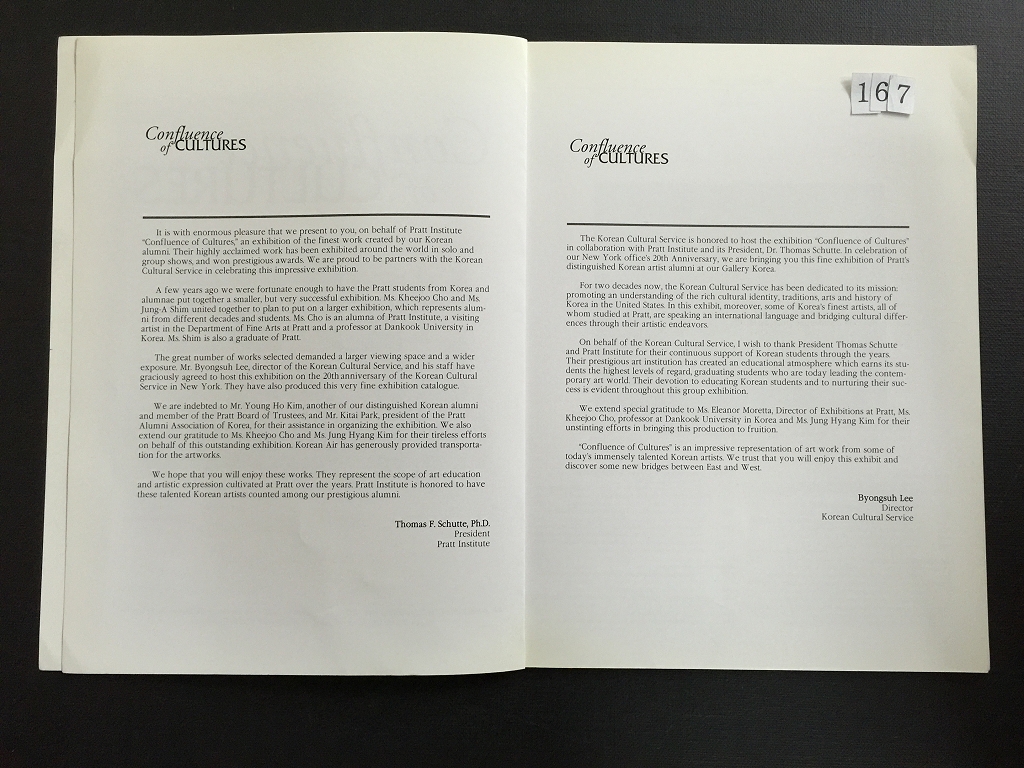 Confluence
of CULTURES
It is with enormous pleasure that we present to you, on behalf of Pratt Institute
"Confluence of Cultures," an exhibition of the finest work created by our Korean
alumni. Their highly acclaimed work has been exhibited around the world in solo and
group shows, and won prestigious awards. We are proud to be partners with the Korean
Cultural Service in celebrating this impressive exhibition.
A few years ago we were fortunate enough to have the Pratt students from Korea and
alumnae put together a smaller, but very successful exhibition. Ms. Kheejoo Cho and Ms.
Jung-A Shim united together to plan to put on a larger exhibition, which represents alum-
ni from different decades and students. Ms. Cho is an alumna of Pratt Institute, a visiting
artist in the Department of Fine Arts at Pratt and a professor at Dankook University in
Korea. Ms. Shim is also a graduate of Pratt.
The great number of works selected demanded a larger viewing space and a wider
exposure. Mr. Byongsuh Lee, director of the Korean Cultural Service, and his staff have
graciously agreed to host this exhibition on the 20th anniversary of the Korean Cultural
Service in New York. They have also produced this very fine exhibition catalogue.
We are indebted to Mr. Young Ho Kim, another of our distinguished Korean alumni
and member of the Pratt Board of Trustees, and Mr. Kitai Park, president of the Pratt
Alumni Association of Korea, for their assistance in organizing the exhibition. We also
extend our gratitude to Ms. Kheejoo Cho and Ms. Jung Hyang Kim for their tireless efforts
on behalf of this outstanding exhibition. Korean Air has generously provided transporta-
tion for the artworks.
We hope that you will enjoy these works. They represent the scope of art education
and artistic expression cultivated at Pratt over the years. Pratt Institute is honored to have
these talented Korean artists counted among our prestigious alumni.
Thomas F. Schutte, Ph.D.
President
Pratt Institute
167
Confluence
of CULTURES
The Korean Cultural Service is honored to host the exhibition "Confluence of Cultures"
in collaboration with Pratt Institute and its President, Dr. Thomas Schutte. In celebration of
our New York office's 20th Anniversary, we are bringing you this fine exhibition of Pratt's
distinguished Korean artist alumni at our Gallery Korea.
For two decades now, the Korean Cultural Service has been dedicated to its mission:
promoting an understanding of the rich cultural identity, traditions, arts and history of
Korea in the United States. In this exhibit, moreover, some of Korea's finest artists, all of
whom studied at Pratt, are speaking an international language and bridging cultural differ-
ences through their artistic endeavors.
On behalf of the Korean Cultural Service, I wish to thank President Thomas Schutte
and Pratt Institute for their continuous support of Korean students through the years.
Their prestigious art institution has created an educational atmosphere which earns its stu-
dents the highest levels of regard, graduating students who are today leading the contem-
porary art world. Their devotion to educating Korean students and to nurturing their suc-
cess is evident throughout this group exhibition.
We extend special gratitude to Ms. Eleanor Moretta, Director of Exhibitions at Pratt, Ms.
Kheejoo Cho, professor at Dankook University in Korea and Ms. Jung Hyang Kim for their
unstinting efforts in bringing this production to fruition.
"Confluence of Cultures" is an impressive representation of art work from some of
today's immensely talented Korean artists. We trust that you will enjoy this exhibit and
discover some new bridges between East and West.
Byongsuh Lee
Director
Korean Cultural Service